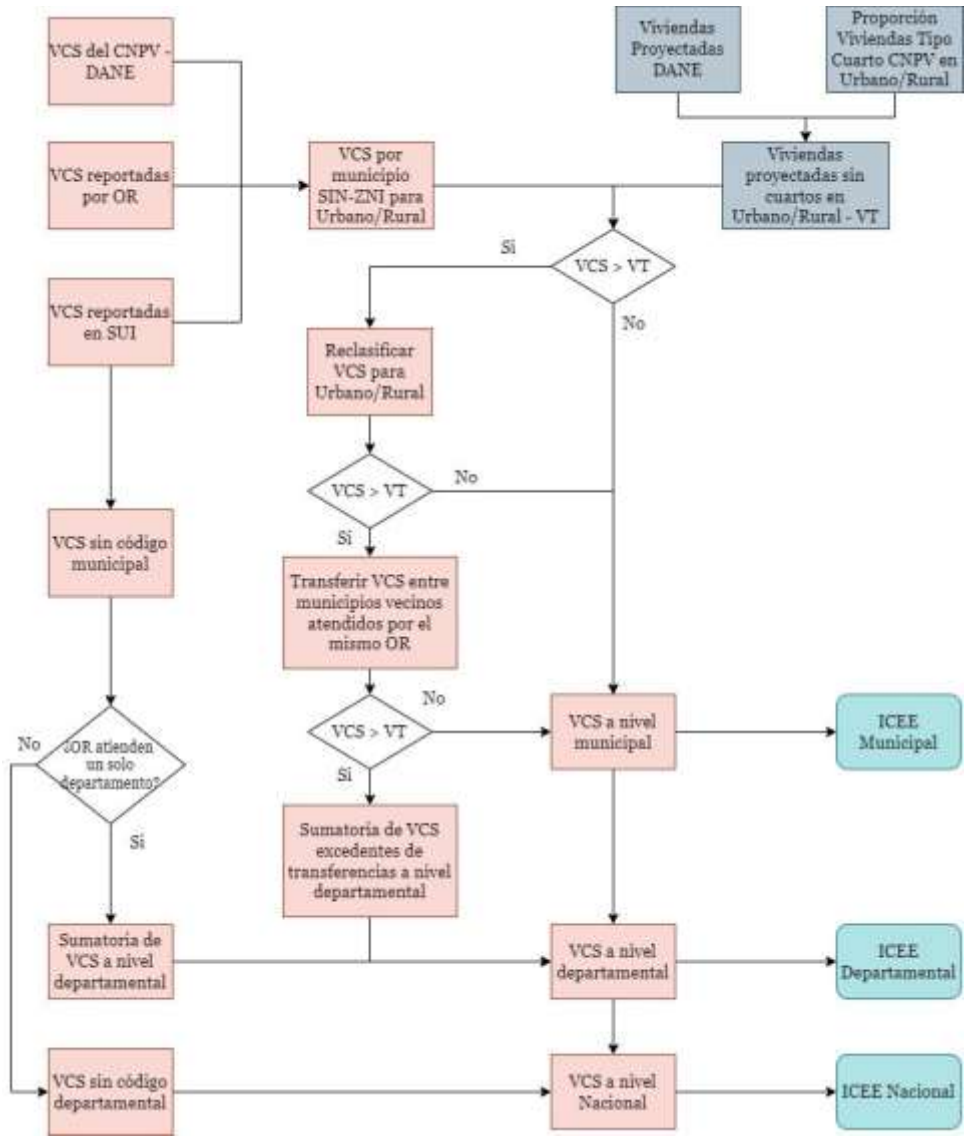 VCS del CNPV -
DANE
Viviendas
Proyectadas
DANE
Proporción
Viviendas Tipo
Cuarto CNPV en
Urbano/Rural
VCS reportadas
por OR
VCS por
municipio
SIN-ZNI para
Urbano/Rural
Viviendas
proyectadas sin
cuartos en
Urbano/Rural - VT
Si
VCS > VT
No
VCS reportadas
en SUI
Reclasificar
VCS para
Urbano/Rural
VCS > VT
No
Si
VCS sin código
municipal
Transferir VCS entre
municipios vecinos
atendidos por el
mismo OR
No
VCS > VT
Si
VCS a nivel
municipal
ICEE
Municipal
No
¿OR atienden
un solo
departamento?
Si
Sumatoria de VCS
excedentes de
transferencias a nivel
departamental
Sumatoria de
VCS a nivel
departamental
VCS a nivel
departamental
ICEE
Departamental
VCS sin código
departamental
VCS a nivel
Nacional
ICEE Nacional